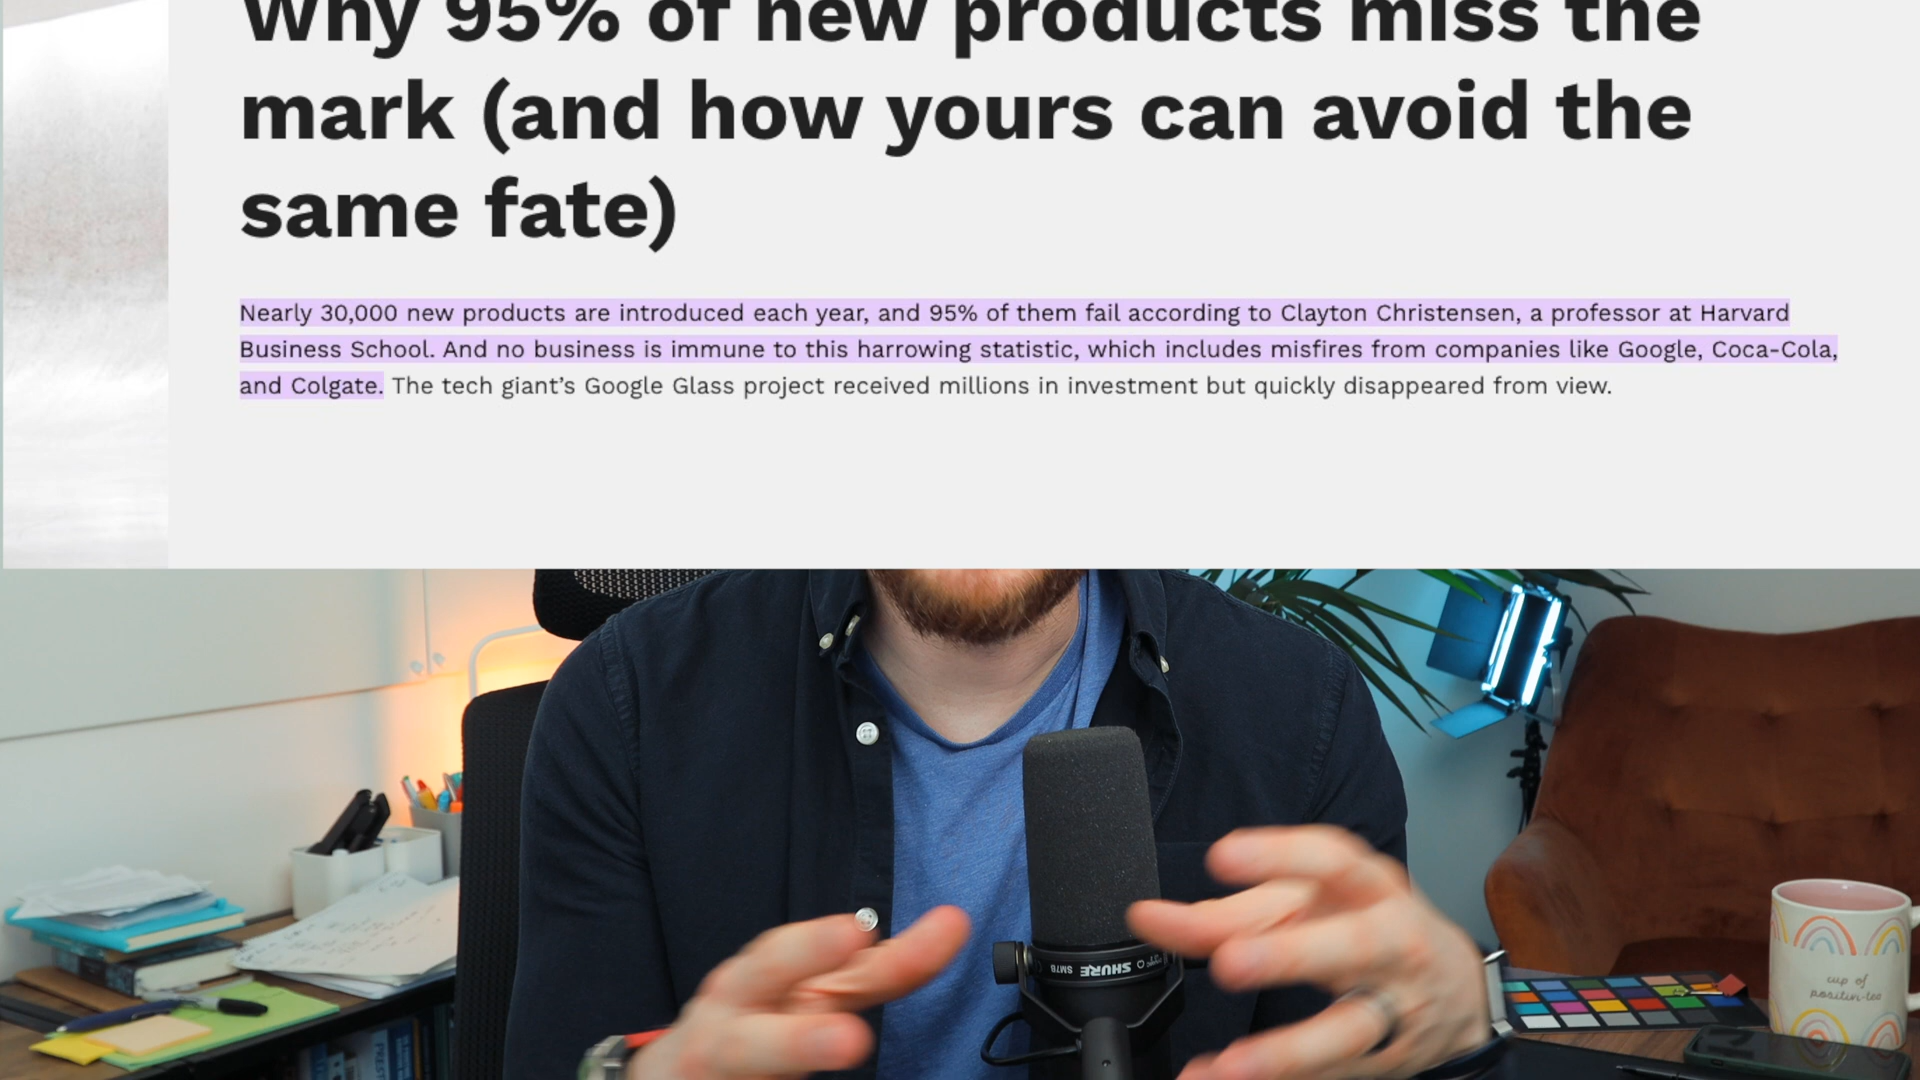 Why 95% of new products miss the
mark (and how yours can avoid the
same fate)
Nearly 30,000 new products are introduced each year, and 95% of them fail according to Clayton Christensen, a professor at Harvard
Business School. And no business is immune to this harrowing statistic, which includes misfires from companies like Google, Coca-Cola,
and Colgate. The tech giant’s Google Glass project received millions in investment but quickly disappeared from view.
SHURE SM7B
cup of
positivi-tea